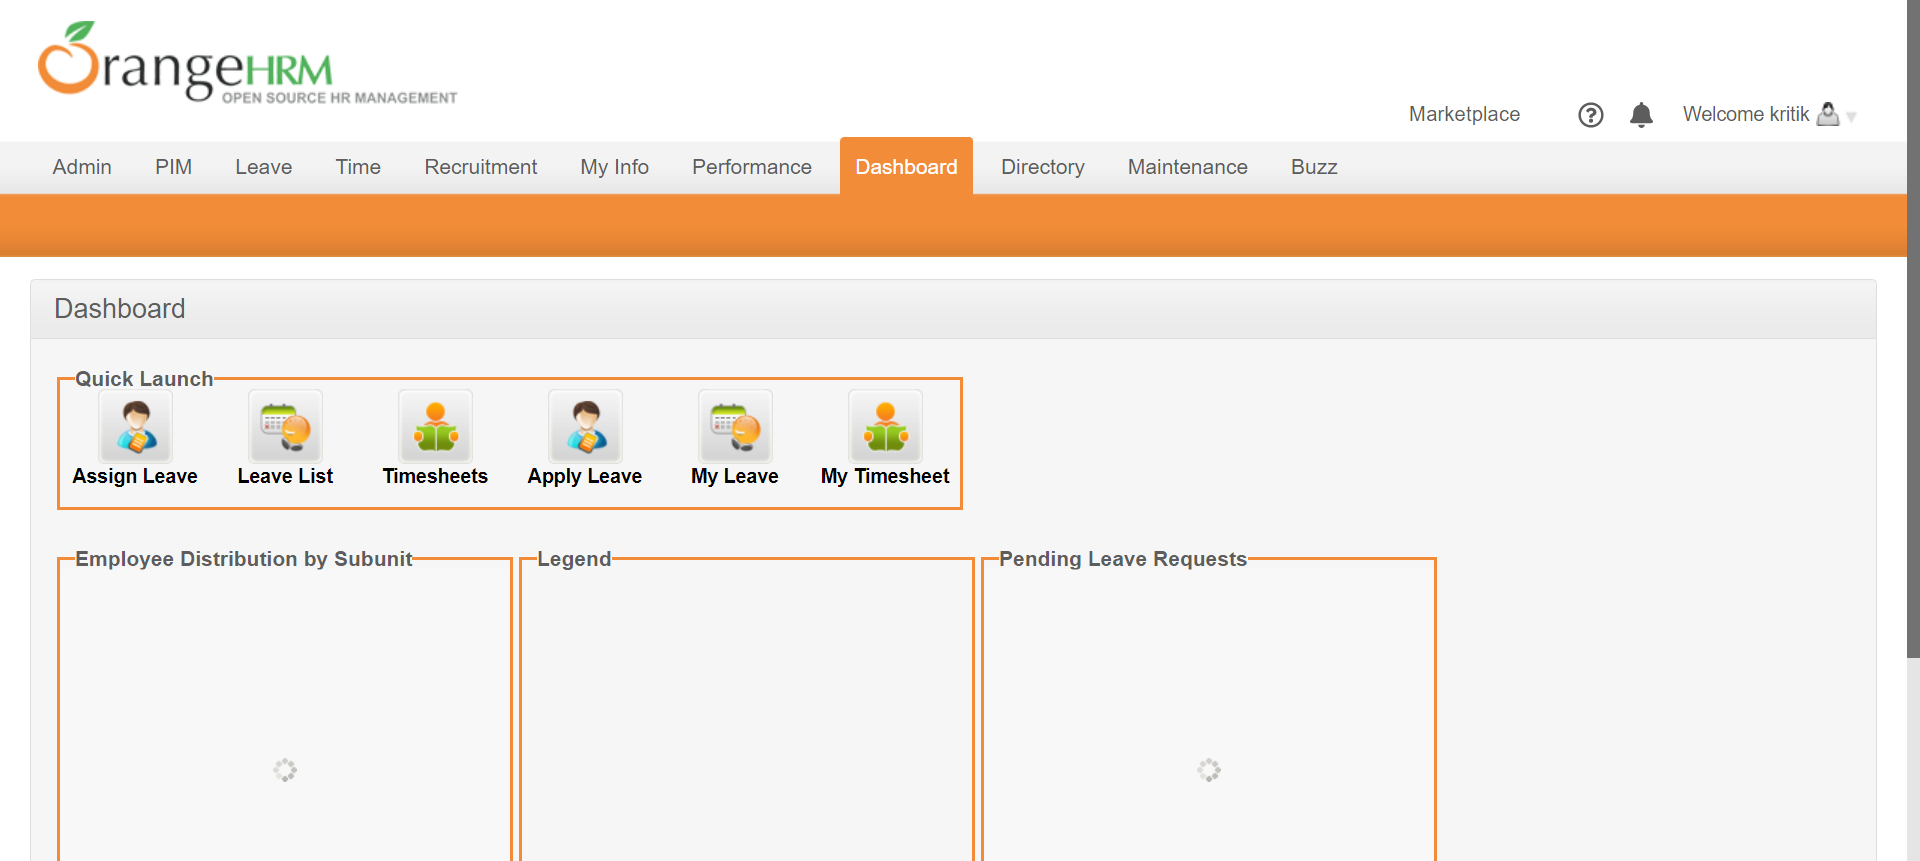 OrangeHRM
OPEN SOURCE HR MANAGEMENT
Marketplace
?
Welcome kritik
Admin PIM Leave Time Recruitment My Info Performance Dashboard Directory Maintenance Buzz
Dashboard
Quick Launch
Assign Leave Leave List Timesheets Apply Leave My Leave My Timesheet
Employee Distribution by Subunit Legend Pending Leave Requests